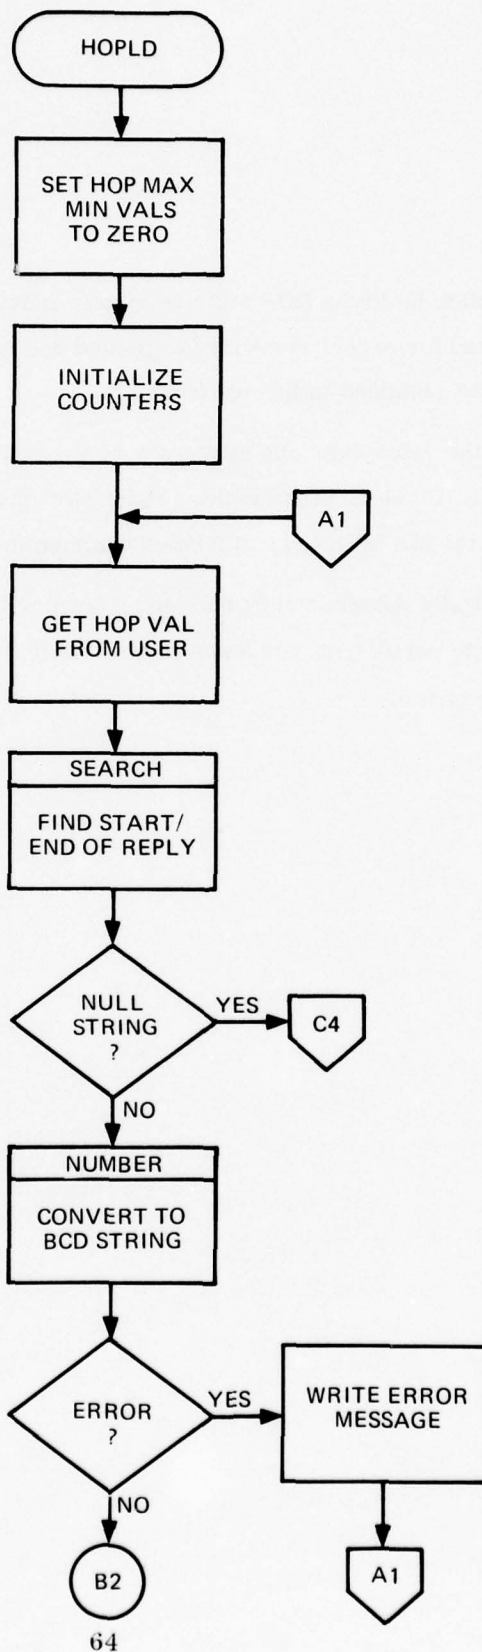 HOPLD
SET HOP MAX
MIN VALS
TO ZERO
INITIALIZE
COUNTERS
A1
GET HOP VAL
FROM USER
SEARCH
FIND START/
END OF REPLY
NULL
STRING
?
YES
C4
NO
NUMBER
CONVERT TO
BCD STRING
ERROR
?
YES
WRITE ERROR
MESSAGE
NO
B2
A1
64